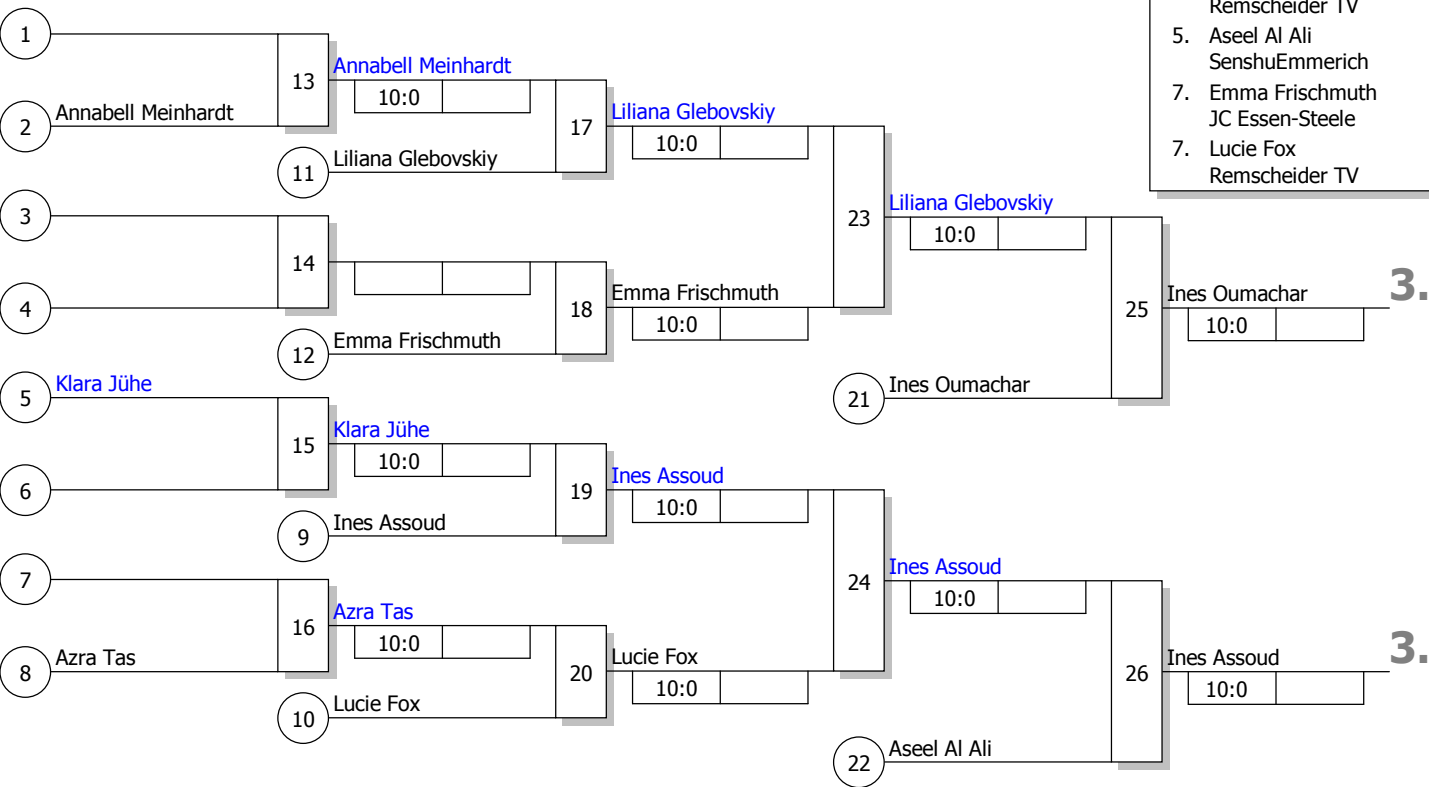 Remscheider TV
5. Aseel Al Ali
SenshuEmmerich
7. Emma Frischmuth
JC Essen-Steele
7. Lucie Fox
Remscheider TV
1
13
Annabell Meinhardt
10:0
2
Annabell Meinhardt
17
Liliana Glebovskiy
10:0
11
Liliana Glebovskiy
3
14
4
18
Emma Frischmuth
10:0
12
Emma Frischmuth
23
Liliana Glebovskiy
10:0
25
Ines Oumachar
3.
10:0
21
Ines Oumachar
5
Klara Jühe
15
Klara Jühe
10:0
6
19
Ines Assoud
10:0
9
Ines Assoud
7
16
Azra Tas
10:0
8
Azra Tas
20
Lucie Fox
10:0
10
Lucie Fox
24
Ines Assoud
10:0
26
Ines Assoud
3.
10:0
22
Aseel Al Ali